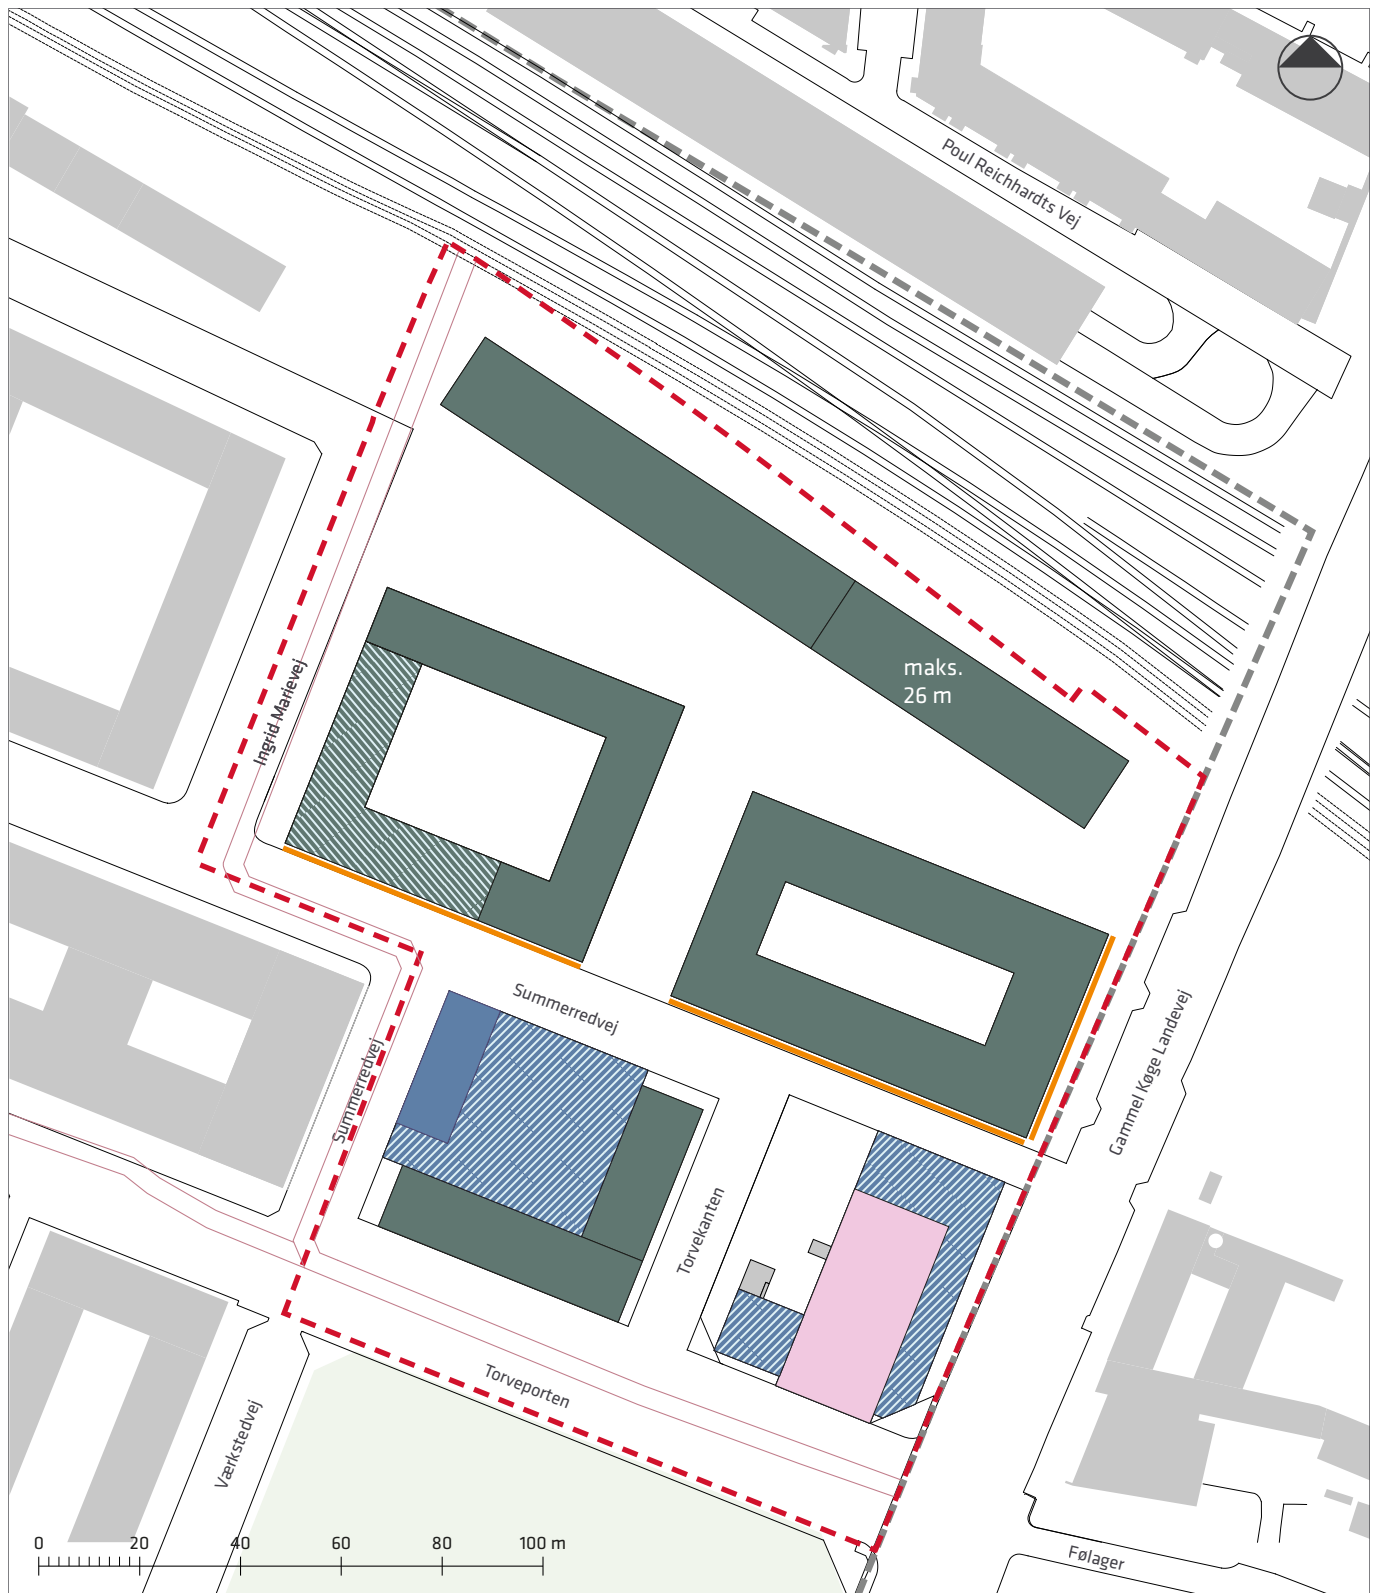 Poul Reichhardts Vej
maks.
26 m
Ingrid Marievej
Summerredvej
Summerredvej
Gammel Køge Landevej
Torvekanten
Torveporten
Værkstedvej
Følager
0 20 40 60 80 100 m